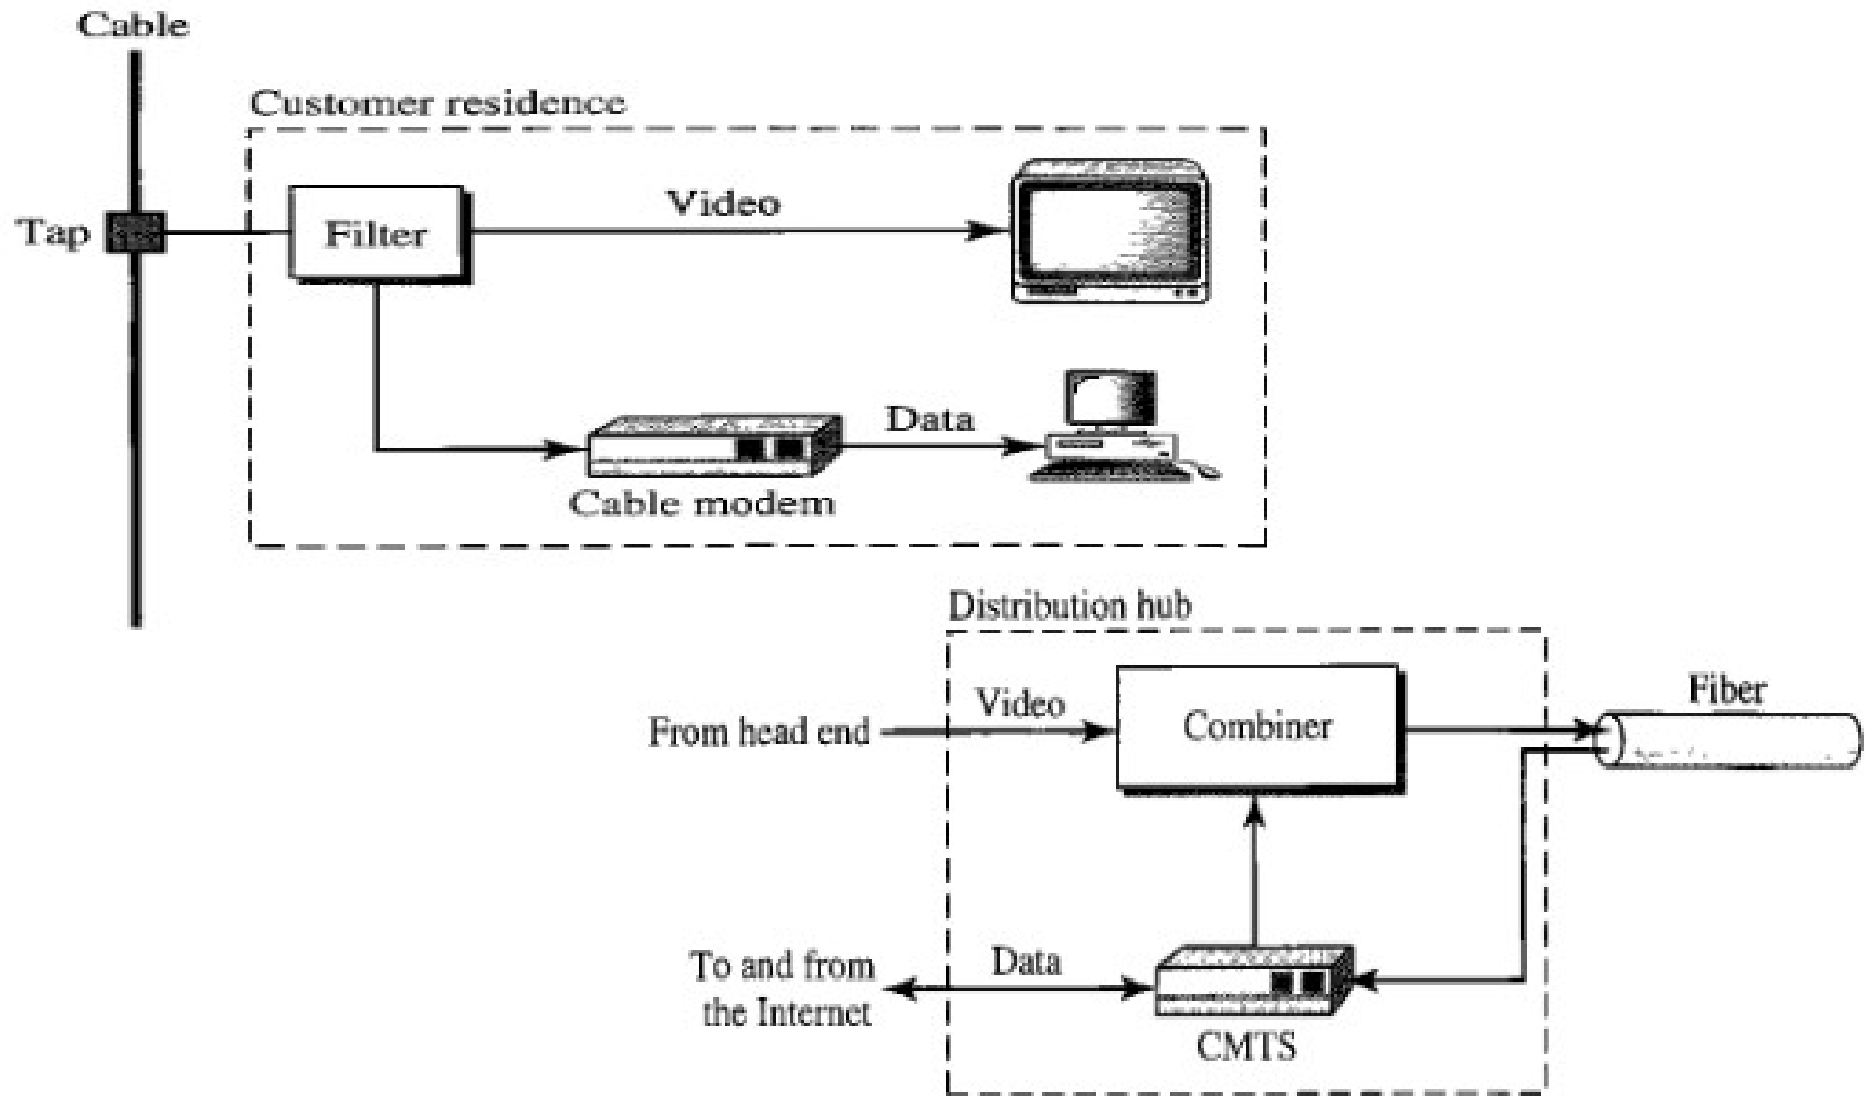 Cable
Customer residence
Tap
Filter
Video
Data
Cable modem
Distribution hub
From head end
Video
Combiner
Fiber
To and from
the Internet
Data
CMTS